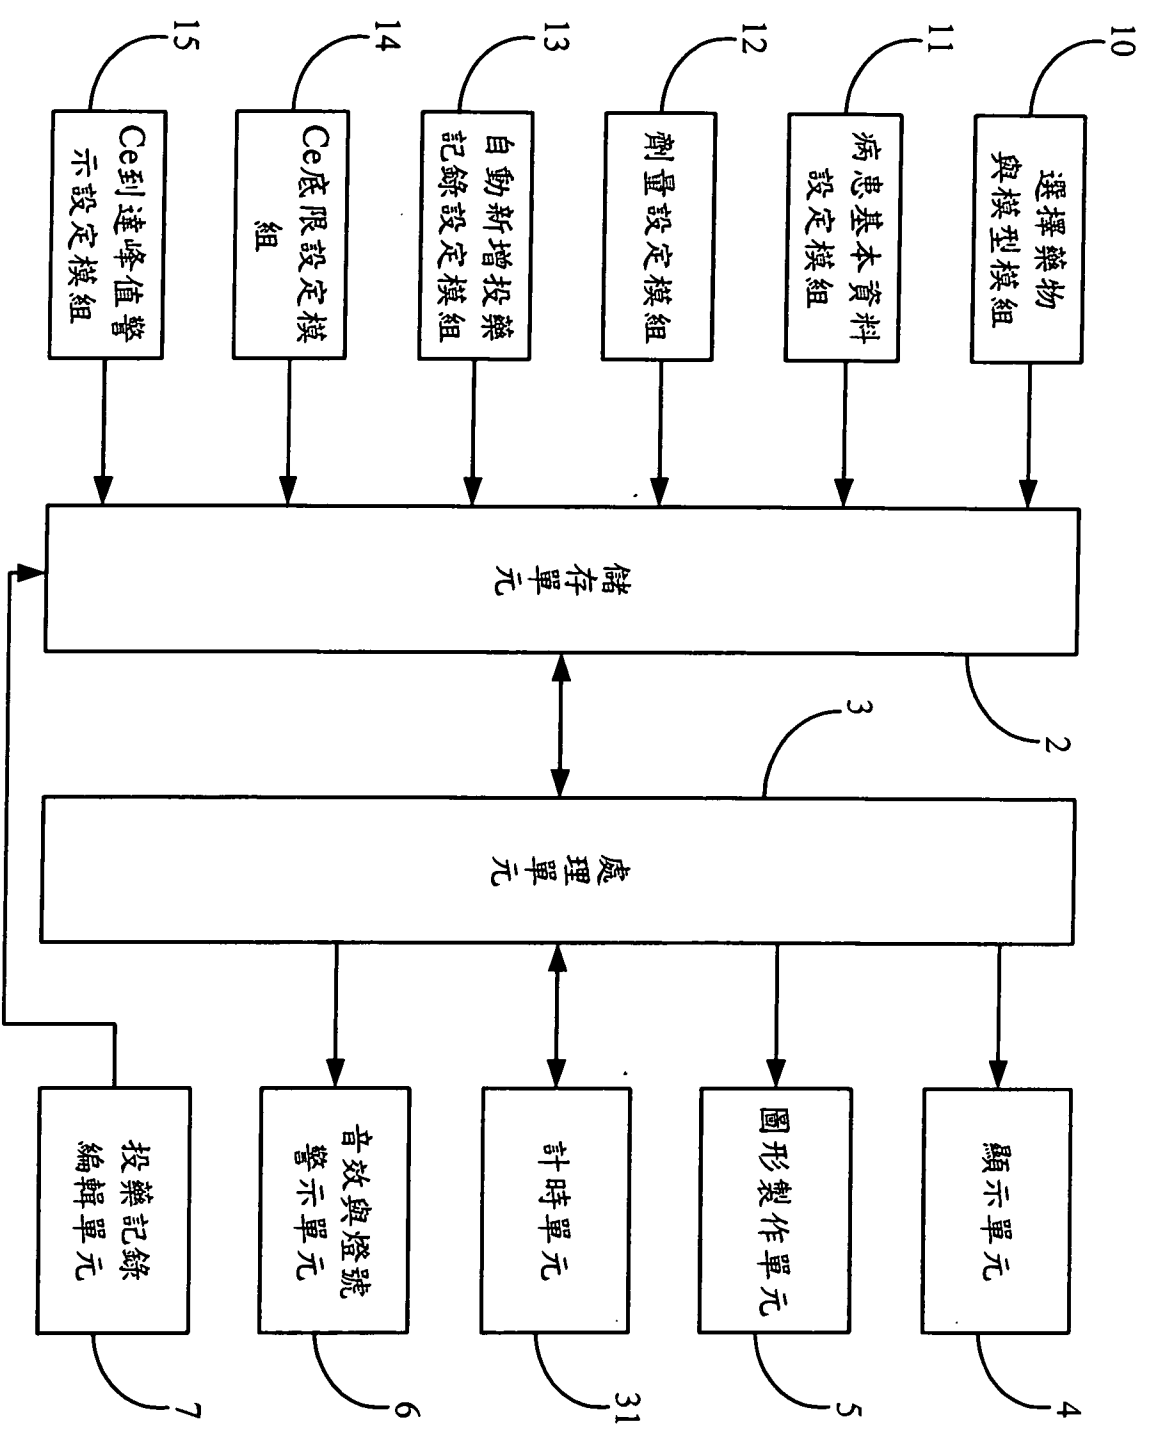 10
選擇藥物
與模型模組
11
病患基本資料
設定模組
12
劑量設定模組
13
自動新增投藥
記錄設定模組
14
Ce底限設定模
組
15
Ce到達峰值警
示設定模組
儲存單元
2
3
處理單元
顯示單元
4
圖形製作單元
5
計時單元
31
音效與燈號
警示單元
6
投藥記錄
編輯單元
7